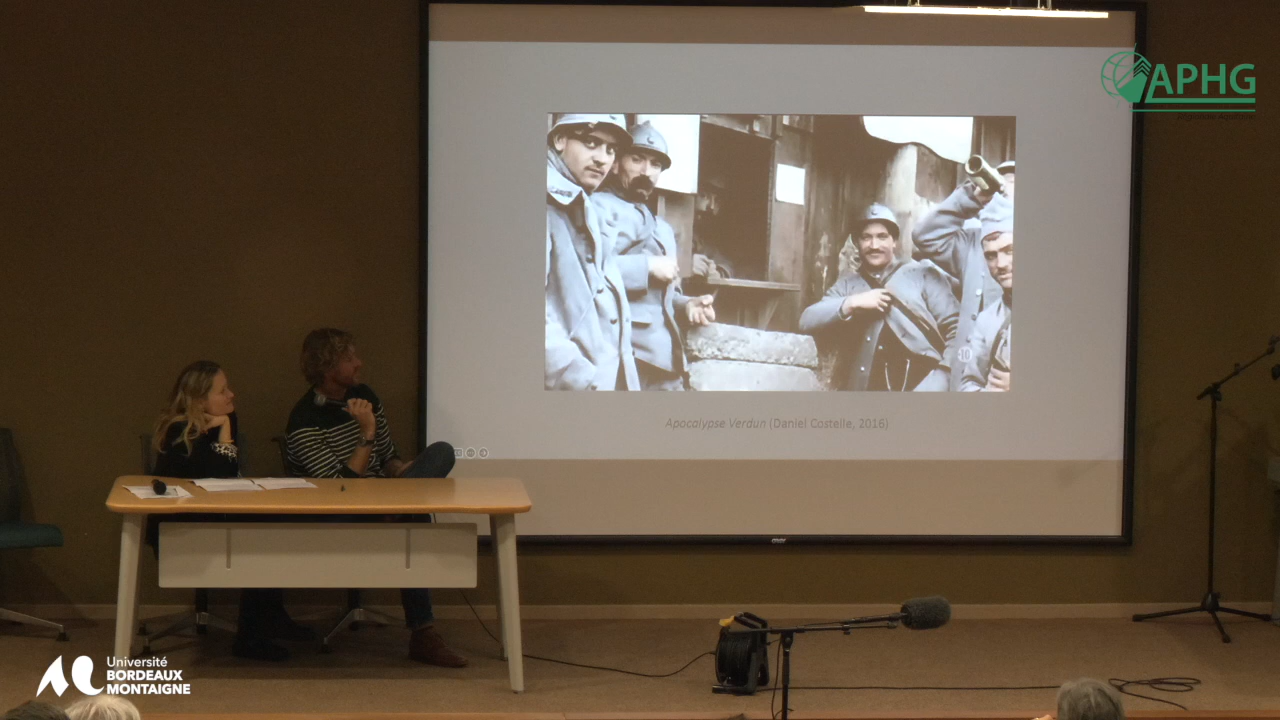 APHG
Apocalypse Verdun (Daniel Costelle, 2016)
Université
BORDEAUX
MONTAIGNE